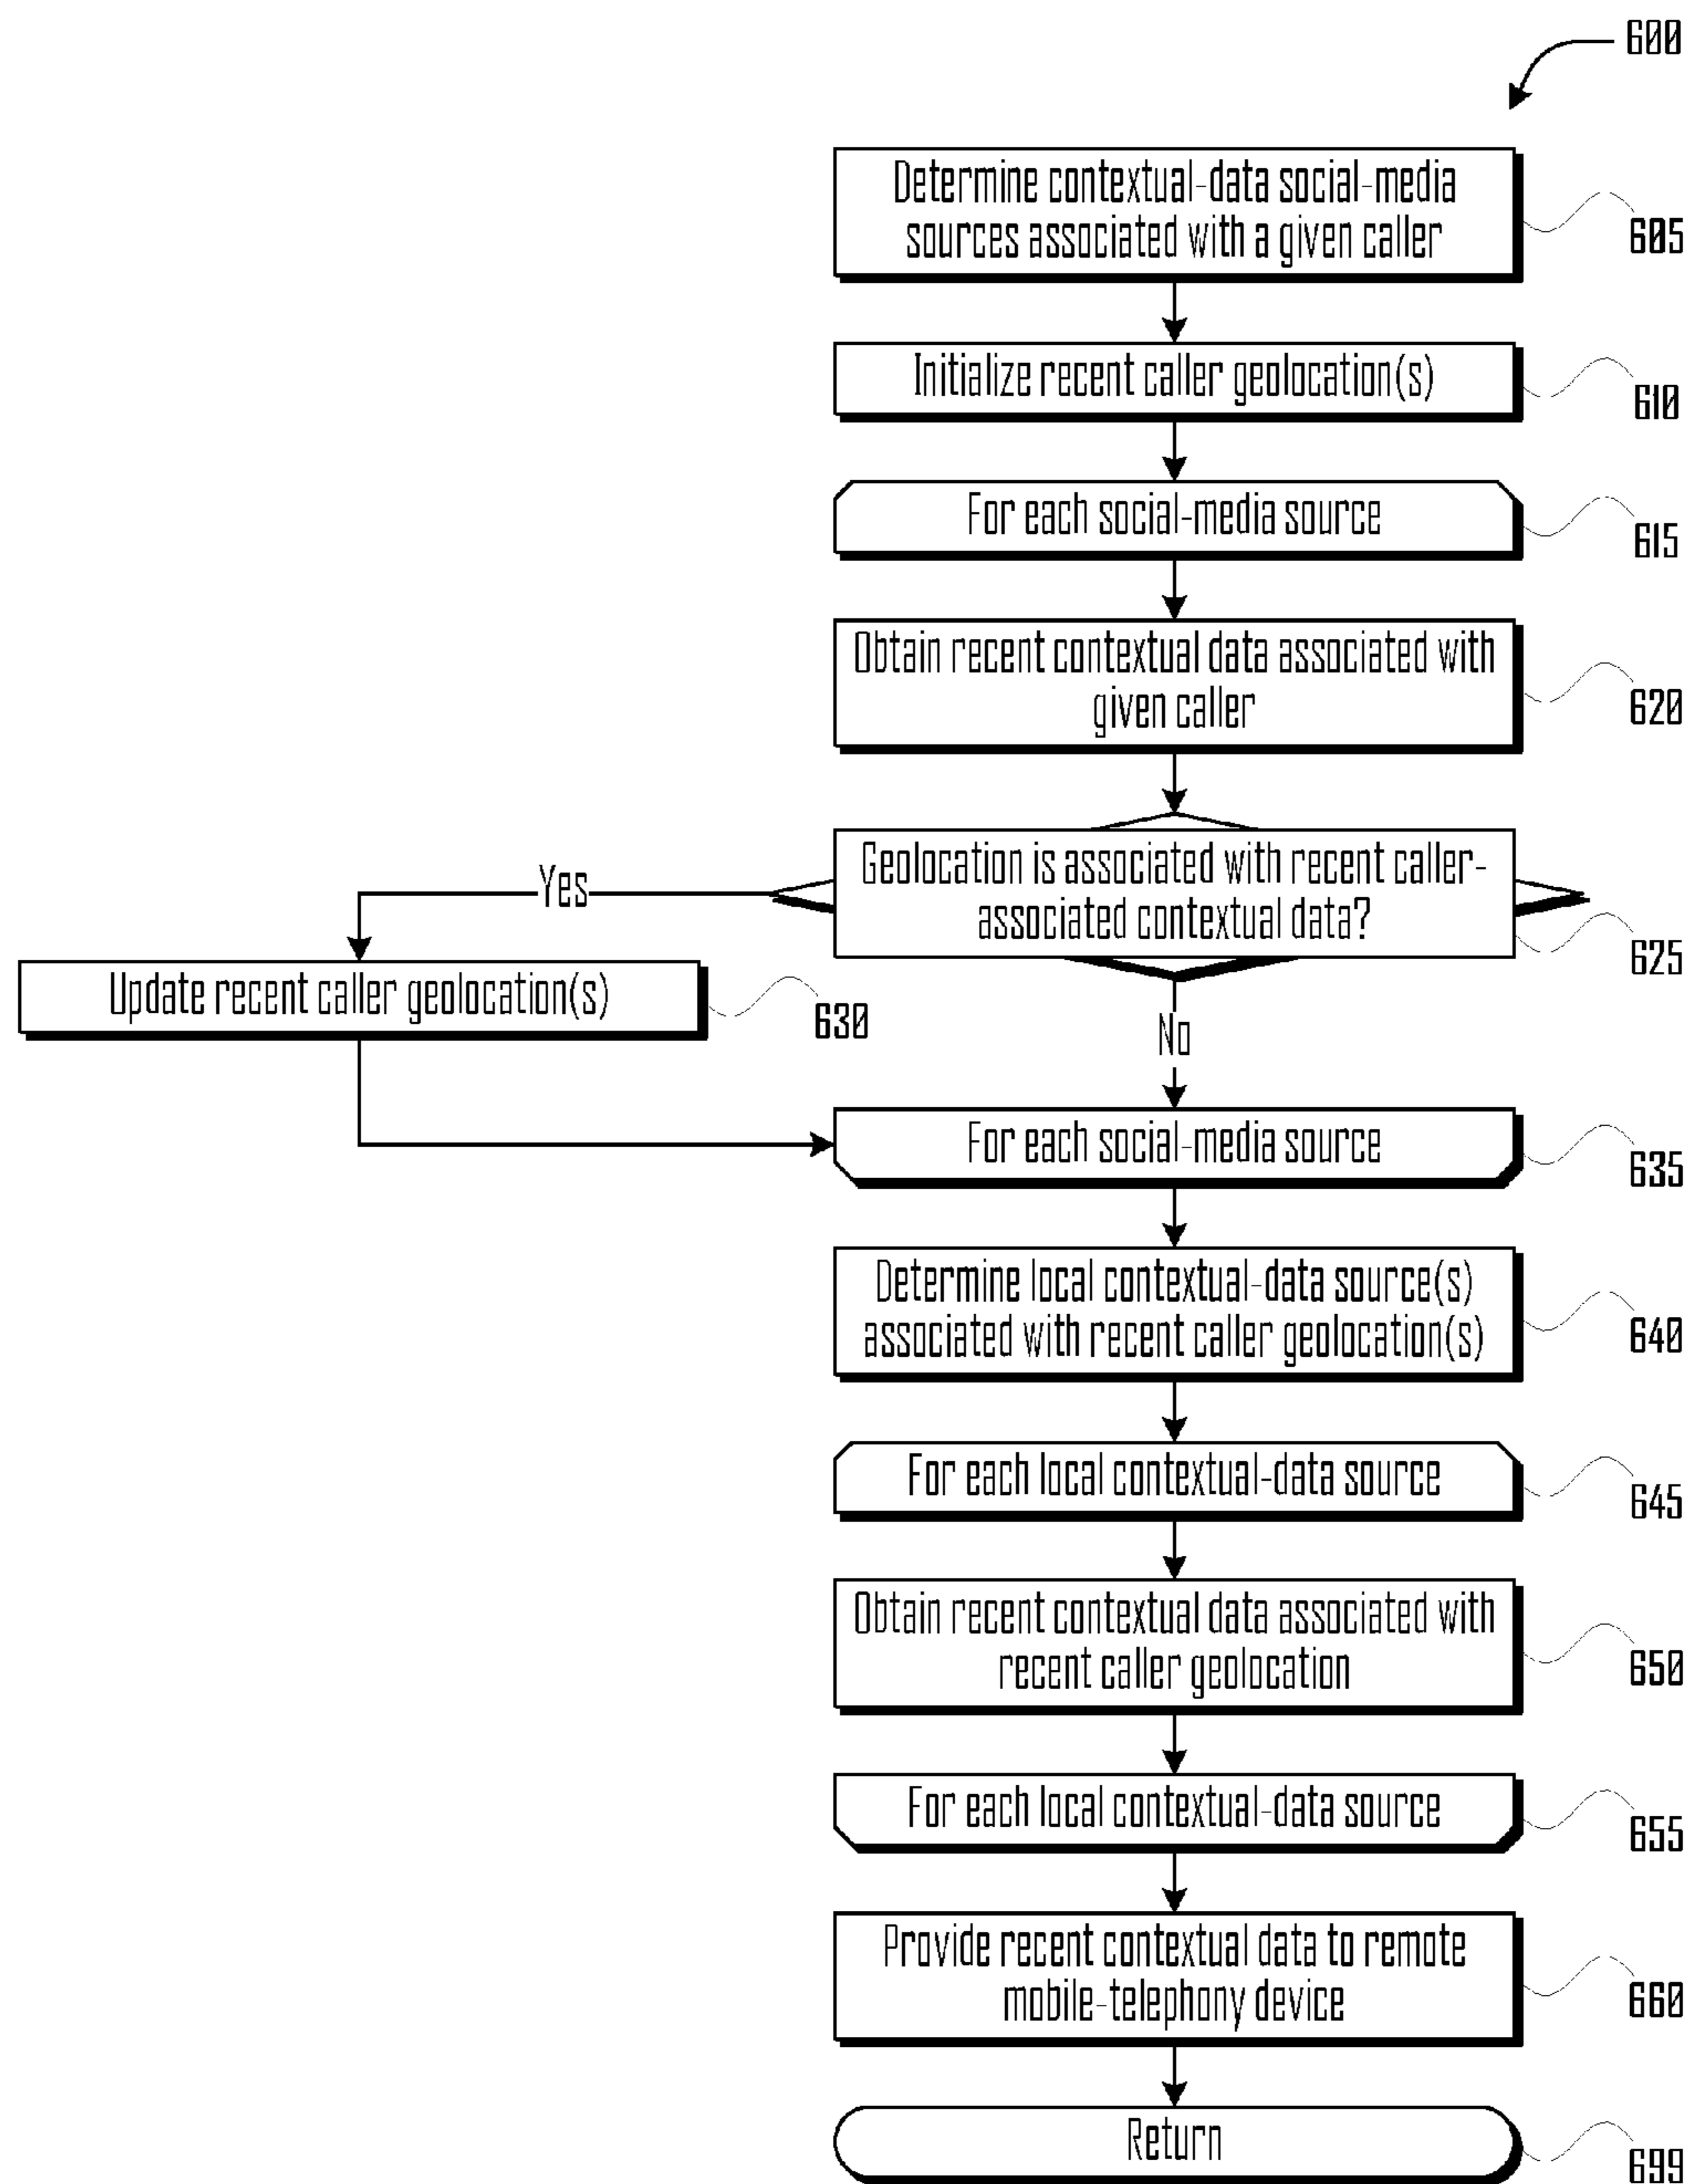 600
Determine contextual-data social-media
sources associated with a given caller
605
Initialize recent caller geolocation(s)
610
For each social-media source
615
Obtain recent contextual data associated with
given caller
620
Geolocation is associated with recent caller-
associated contextual data?
625
Yes
Update recent caller geolocation(s)
630
No
For each social-media source
635
Determine local contextual-data source(s)
associated with recent caller geolocation(s)
640
For each local contextual-data source
645
Obtain recent contextual data associated with
recent caller geolocation
650
For each local contextual-data source
655
Provide recent contextual data to remote
mobile-telephony device
660
Return
699